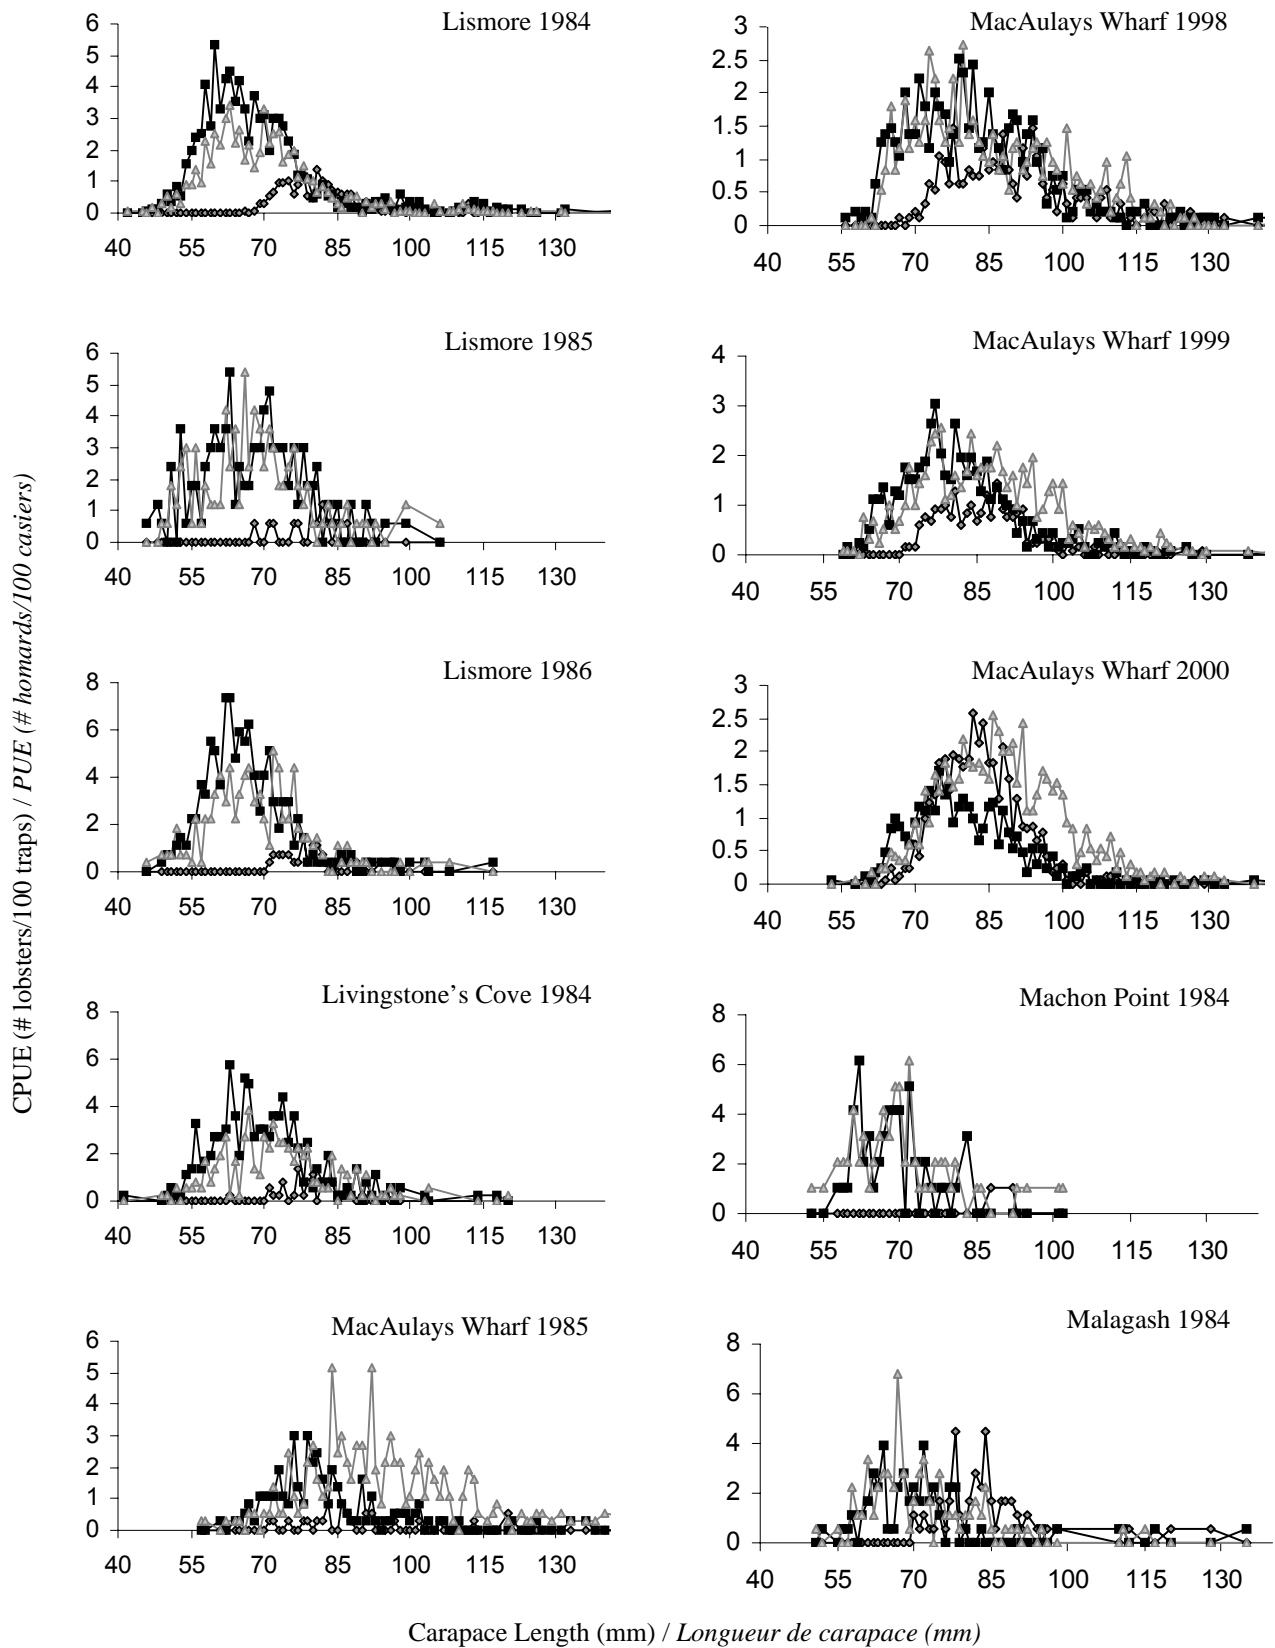 Lismore 1984
6
5
4
3
2
1
0
40 55 70 85 100 115 130
MacAulays Wharf 1998
3
2.5
2
1.5
1
0.5
0
40 55 70 85 100 115 130
Lismore 1985
6
5
4
3
2
1
0
40 55 70 85 100 115 130
MacAulays Wharf 1999
4
3
2
1
0
40 55 70 85 100 115 130
Lismore 1986
8
6
4
2
0
40 55 70 85 100 115 130
MacAulays Wharf 2000
3
2.5
2
1.5
1
0.5
0
40 55 70 85 100 115 130
Livingstone's Cove 1984
8
6
4
2
0
40 55 70 85 100 115 130
Machon Point 1984
8
6
4
2
0
40 55 70 85 100 115 130
MacAulays Wharf 1985
6
5
4
3
2
1
0
40 55 70 85 100 115 130
Malagash 1984
8
6
4
2
0
40 55 70 85 100 115 130
CPUE (# lobsters/100 traps) / PUE (# homards/100 casiers)
Carapace Length (mm) / Longueur de carapace (mm)